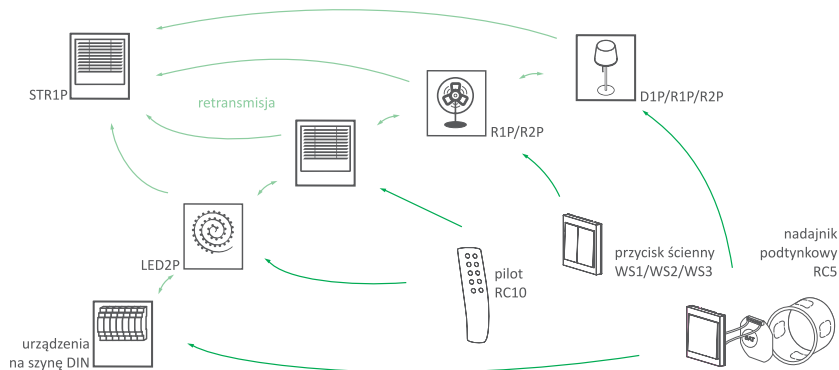 STR1P
retransmisja
R1P/R2P
D1P/R1P/R2P
LED2P
pilot
RC10
przycisk ścienny
WS1/WS2/WS3
nadajnik
podtynkowy
RC5
urządzenia
na szynę DIN